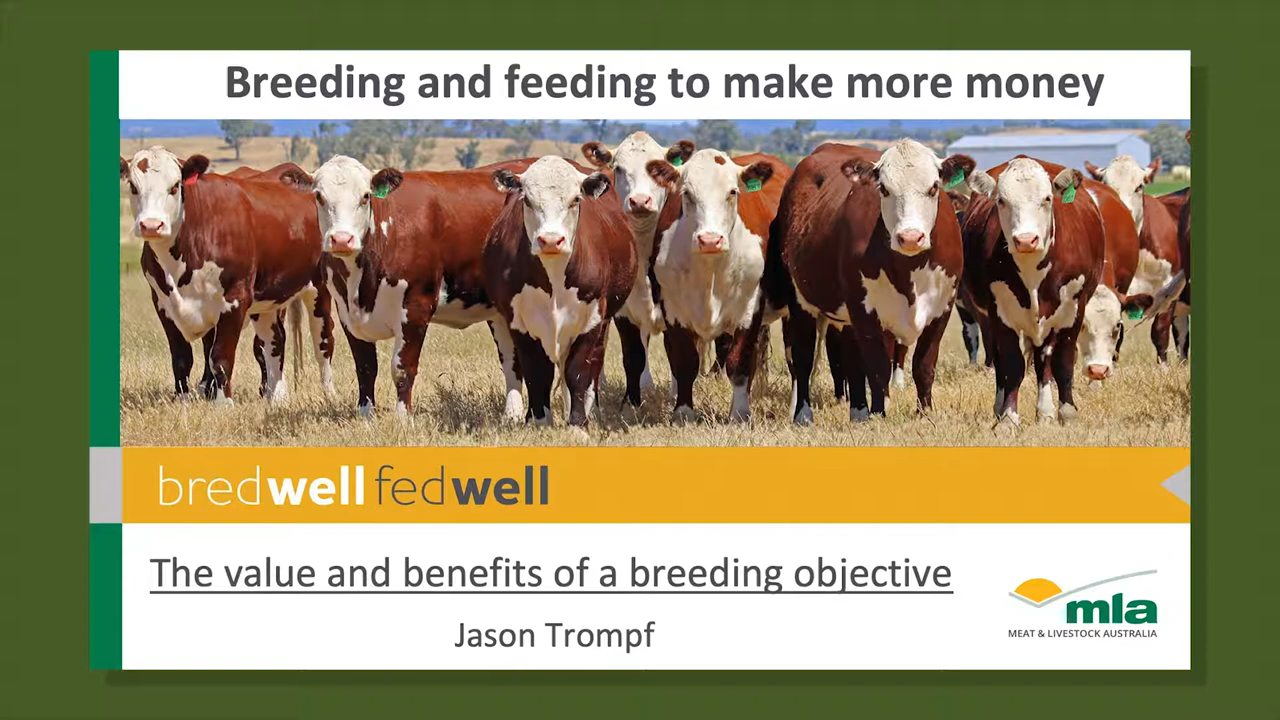 Breeding and feeding to make more money
bredwell fedwell
The value and benefits of a breeding objective
Jason Trompf
mla
MEAT & LIVESTOCK AUSTRALIA